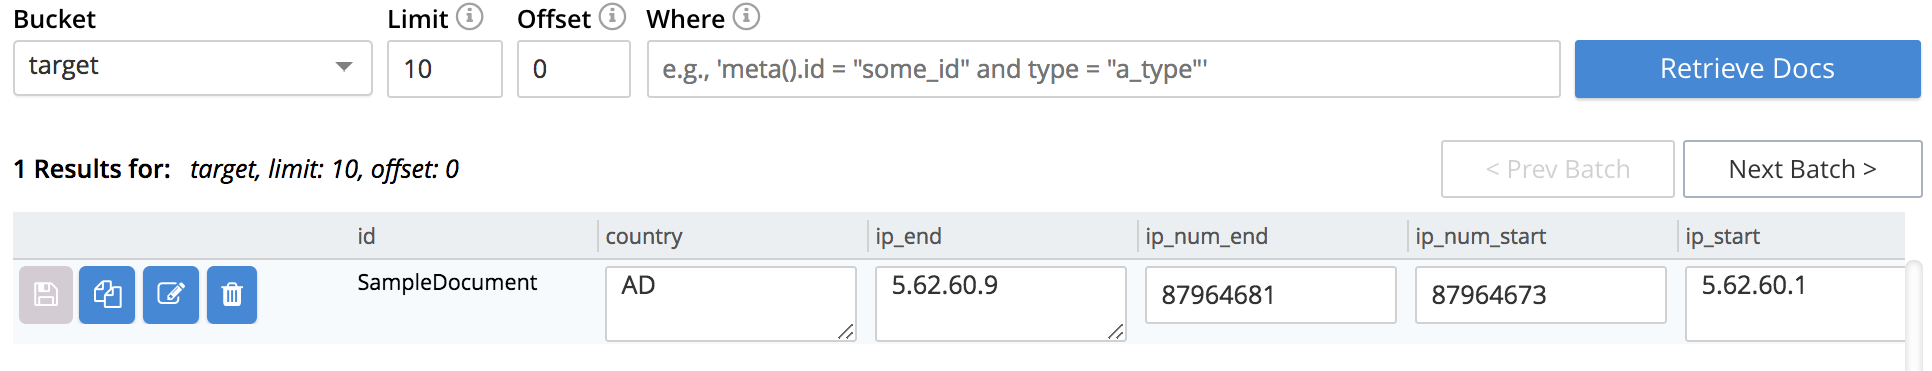 Bucket Limit Offset Where
target 10 0 e.g., 'meta().id = "some_id" and type = "a_type"' Retrieve Docs
1 Results for: target, limit: 10, offset: 0 < Prev Batch Next Batch >
id country ip_end ip_num_end ip_num_start ip_start
SampleDocument AD 5.62.60.9 87964681 87964673 5.62.60.1